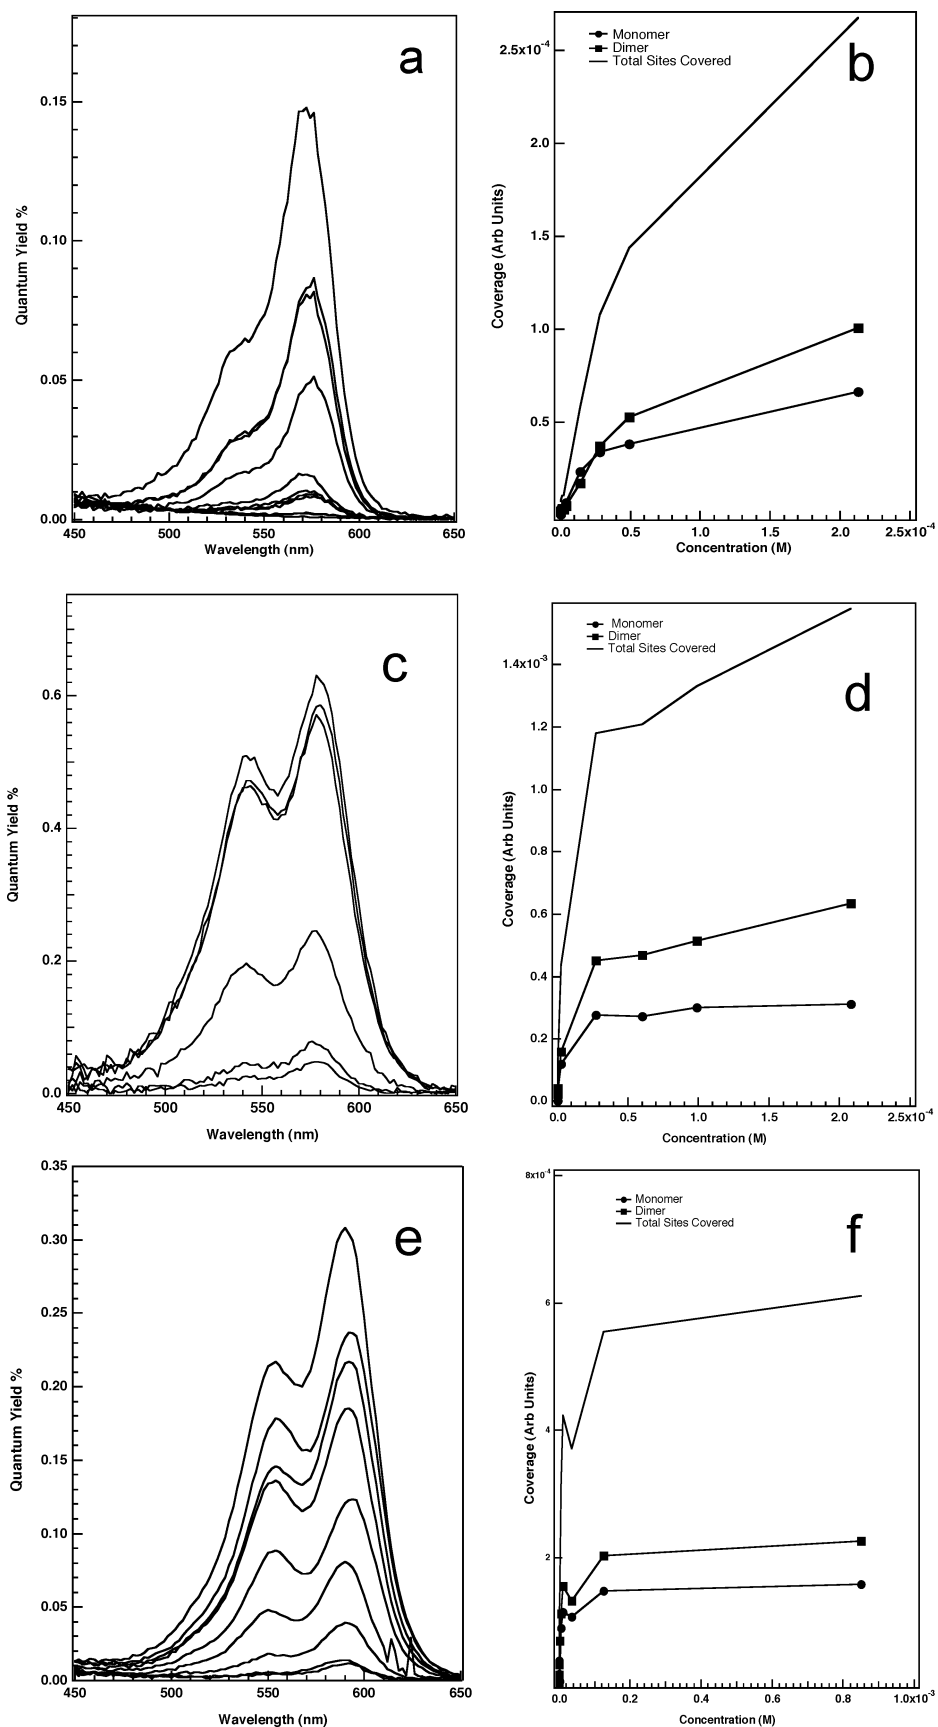 a
Quantum Yield %
0.15
0.10
0.05
0.00
450 500 550 600 650
Wavelength (nm)
b
Monomer
Dimer
Total Sites Covered
Coverage (Arb Units)
2.5x10-4
2.0
1.5
1.0
0.5
0.0 0.5 1.0 1.5 2.0 2.5x10-4
Concentration (M)
c
Quantum Yield %
0.6
0.4
0.2
0.0
450 500 550 600 650
Wavelength (nm)
d
Monomer
Dimer
Total Sites Covered
Coverage (Arb Units)
1.4x10-3
1.2
1.0
0.8
0.6
0.4
0.2
0.0
0.0 0.5 1.0 1.5 2.0 2.5x10-4
Concentration (M)
e
Quantum Yield %
0.35
0.30
0.25
0.20
0.15
0.10
0.05
0.00
450 500 550 600 650
Wavelength (nm)
f
Monomer
Dimer
Total Sites Covered
Coverage (Arb Units)
8x10-4
6
4
2
0.0 0.2 0.4 0.6 0.8 1.0x10-3
Concentration (M)